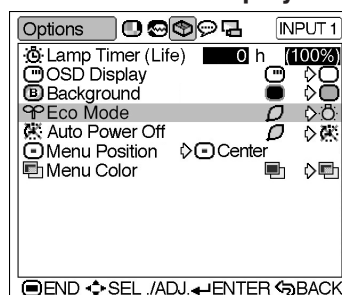 Options INPUT 1
Lamp Timer (Life) 0 h (100%)
OSD Display
B Background
Eco Mode
Auto Power Off
Menu Position Center
Menu Color
END SEL ./ADJ. ENTER BACK